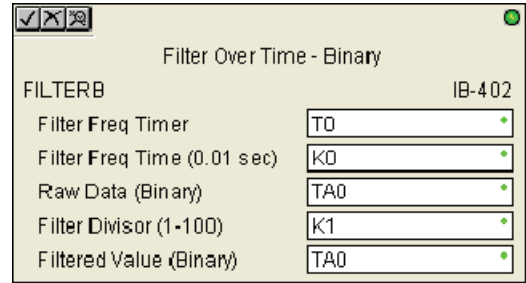 Filter Over Time - Binary
FILTERB IB-402
Filter Freq Timer T0
Filter Freq Time (0.01 sec) K0
Raw Data (Binary) TA0
Filter Divisor (1-100) K1
Filtered Value (Binary) TA0